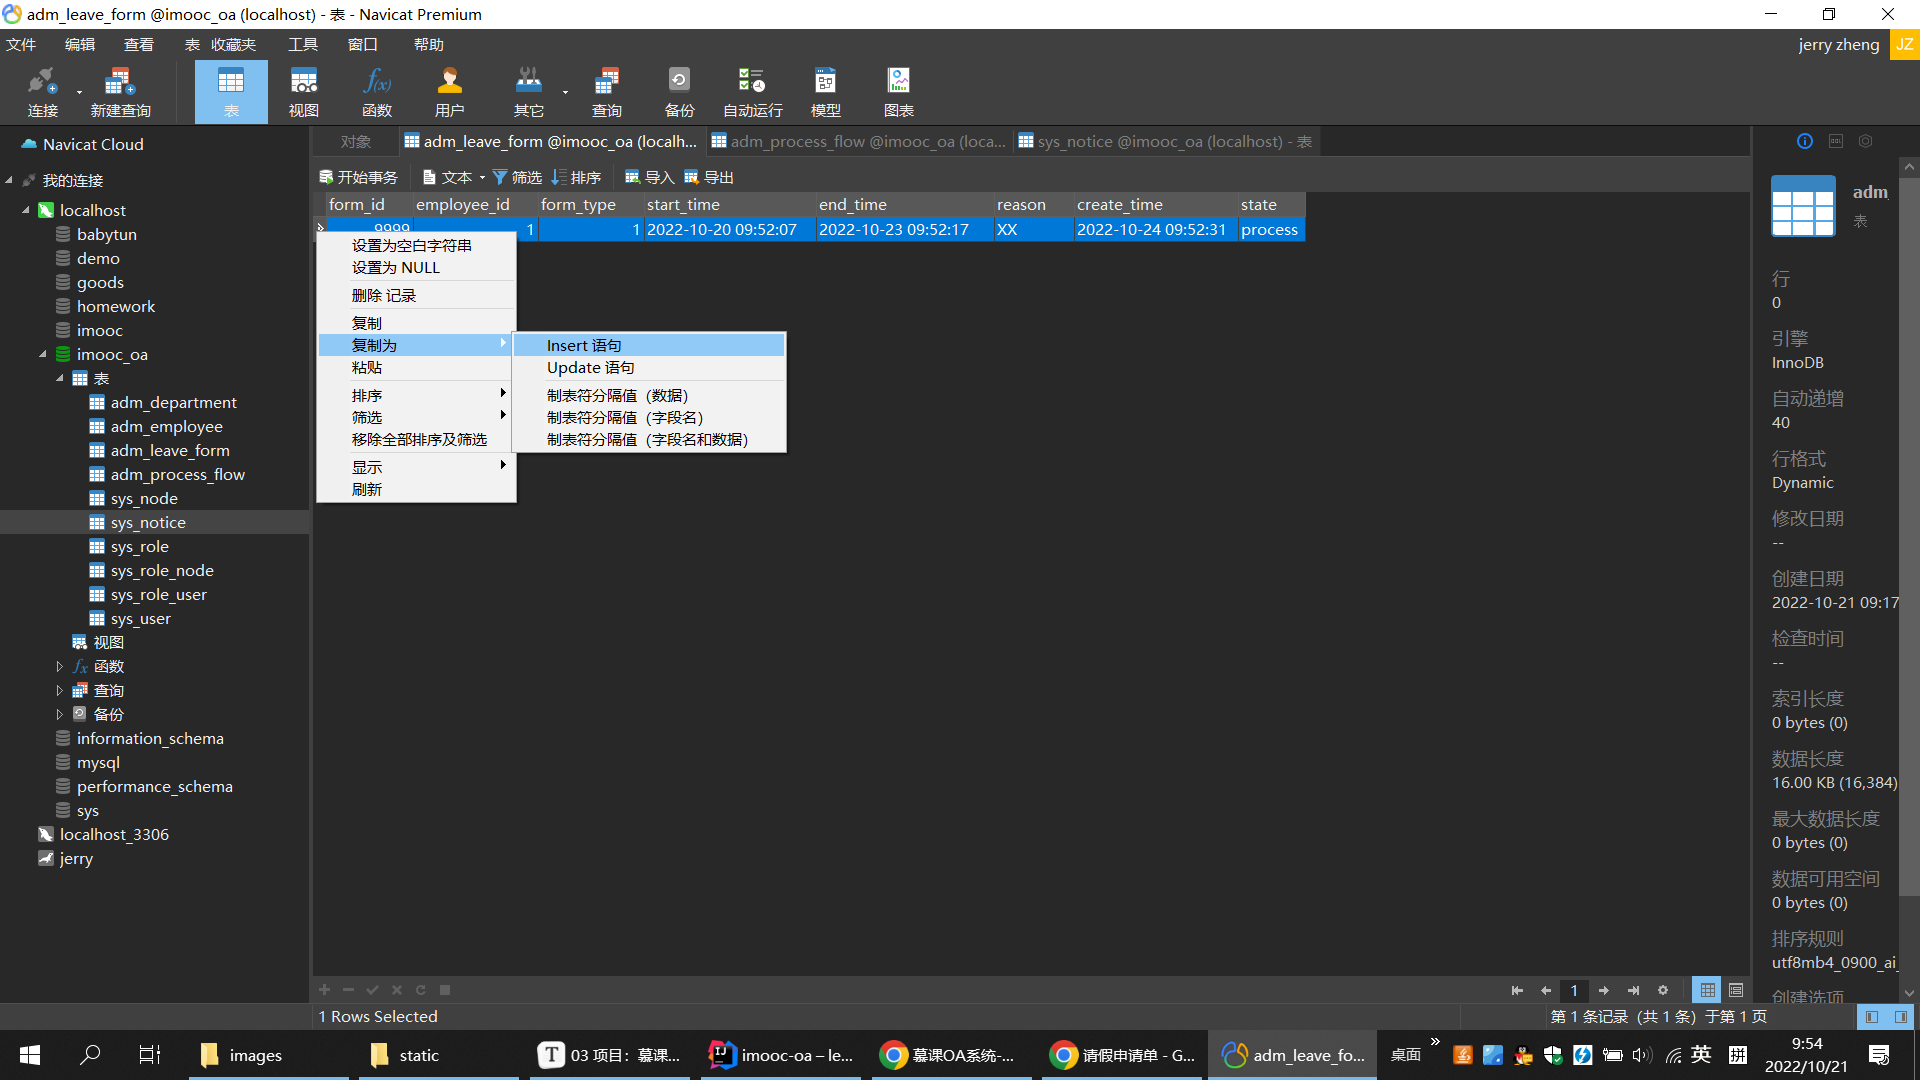 adm_leave_form @imooc_oa (localhost) - 表 - Navicat Premium
文件 编辑 查看 表 收藏夹 工具 窗口 帮助
jerry zheng JZ
连接 新建查询 表 视图 函数 用户 其它 查询 备份 自动运行 模型 图表
Navicat Cloud
我的连接
localhost
babytun
demo
goods
homework
imooc
imooc_oa
表
adm_department
adm_employee
adm_leave_form
adm_process_flow
sys_node
sys_notice
sys_role
sys_role_node
sys_role_user
sys_user
视图
函数
查询
备份
information_schema
mysql
performance_schema
sys
localhost_3306
jerry
对象 adm_leave_form @imooc_oa (localh... adm_process_flow @imooc_oa (loca... sys_notice @imooc_oa (localhost) - 表
开始事务 文本 筛选 排序 导入 导出
form_id employee_id form_type start_time end_time reason create_time state
9999 1 1 2022-10-20 09:52:07 2022-10-23 09:52:17 XX 2022-10-24 09:52:31 process
设置为空白字符串
设置为 NULL
删除 记录
复制
复制为
粘贴
排序
筛选
移除全部排序及筛选
显示
刷新
Insert 语句
Update 语句
制表符分隔值（数据）
制表符分隔值（字段名）
制表符分隔值（字段名和数据）
adm_
表
行
0
引擎
InnoDB
自动递增
40
行格式
Dynamic
修改日期
--
创建日期
2022-10-21 09:17
检查时间
--
索引长度
0 bytes (0)
数据长度
16.00 KB (16,384)
最大数据长度
0 bytes (0)
数据可用空间
0 bytes (0)
排序规则
utf8mb4_0900_ai_
创建选项
1
1 Rows Selected
第 1 条记录（共 1 条）于第 1 页
images
static
03 项目：慕课...
imooc-oa – le...
慕课OA系统-...
请假申请单 - G...
adm_leave_fo...
桌面
英
拼
9:54
2022/10/21